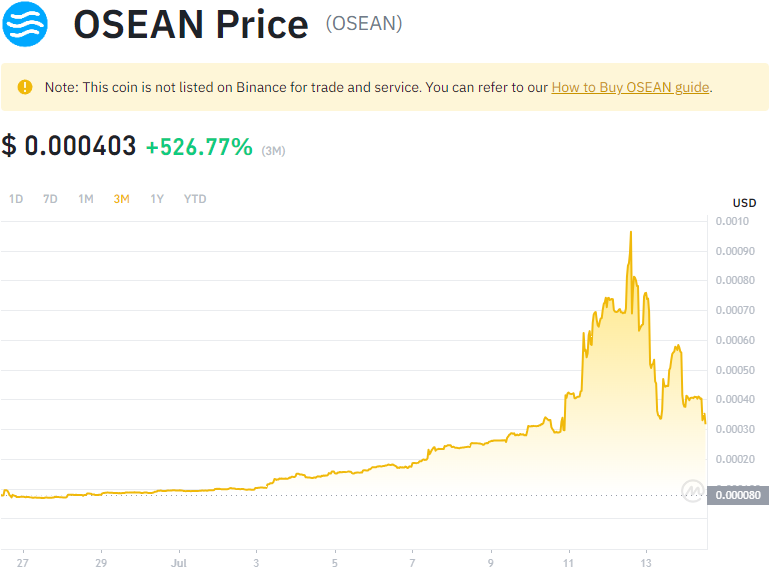 OSEAN Price (OSEAN)
Note: This coin is not listed on Binance for trade and service. You can refer to our How to Buy OSEAN guide.
$ 0.000403 +526.77% (3M)
1D 7D 1M 3M 1Y YTD
USD
0.0010
0.00090
0.00080
0.00070
0.00060
0.00050
0.00040
0.00030
0.00020
0.000080
27 29 Jul 3 5 7 9 11 13